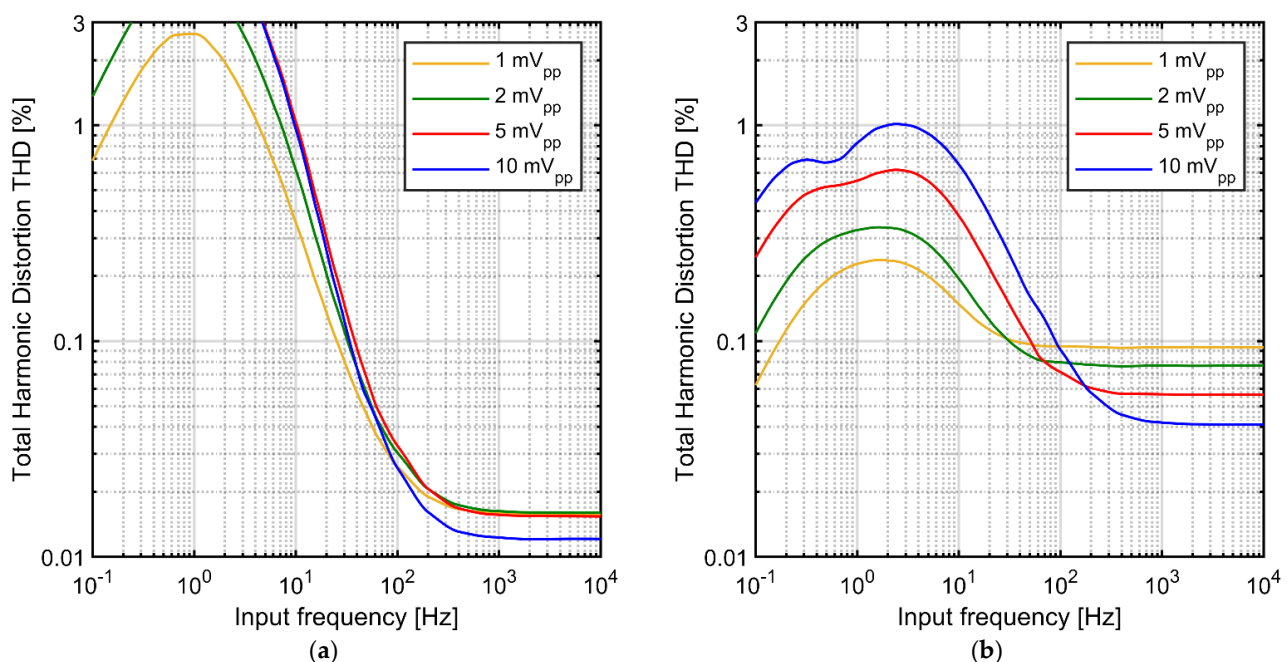 Total Harmonic Distortion THD [%]
3
1
0.1
0.01
1 mVpp
2 mVpp
5 mVpp
10 mVpp
10-1 100 101 102 103 104
Input frequency [Hz]
(a)
Total Harmonic Distortion THD [%]
3
1
0.1
0.01
1 mVpp
2 mVpp
5 mVpp
10 mVpp
10-1 100 101 102 103 104
Input frequency [Hz]
(b)